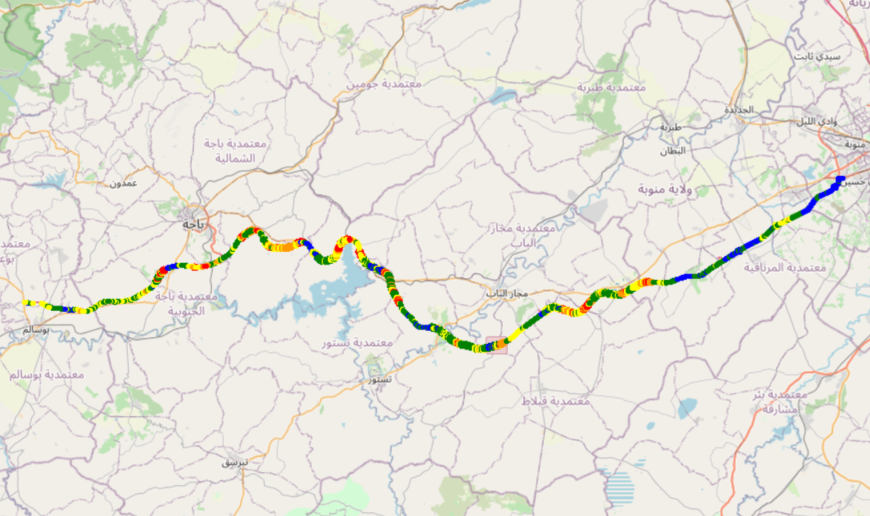 سيدي ثابت
معتمدية جومين
معتمدية طبربة
الجديدة
وادي الليل
طبربة
منوبة
معتمدية باجة
الشمالية
البطان
عمدون
ولاية منوبة
باجة
معتمدية مجاز
الباب
معتمدية المرناقية
مجاز الباب
معتمدية باجة
الجنوبية
بوسالم
معتمدية تستور
معتمدية بوسالم
تستور
معتمدية قبلاط
معتمدية بئر
مشارقة
تبرسق